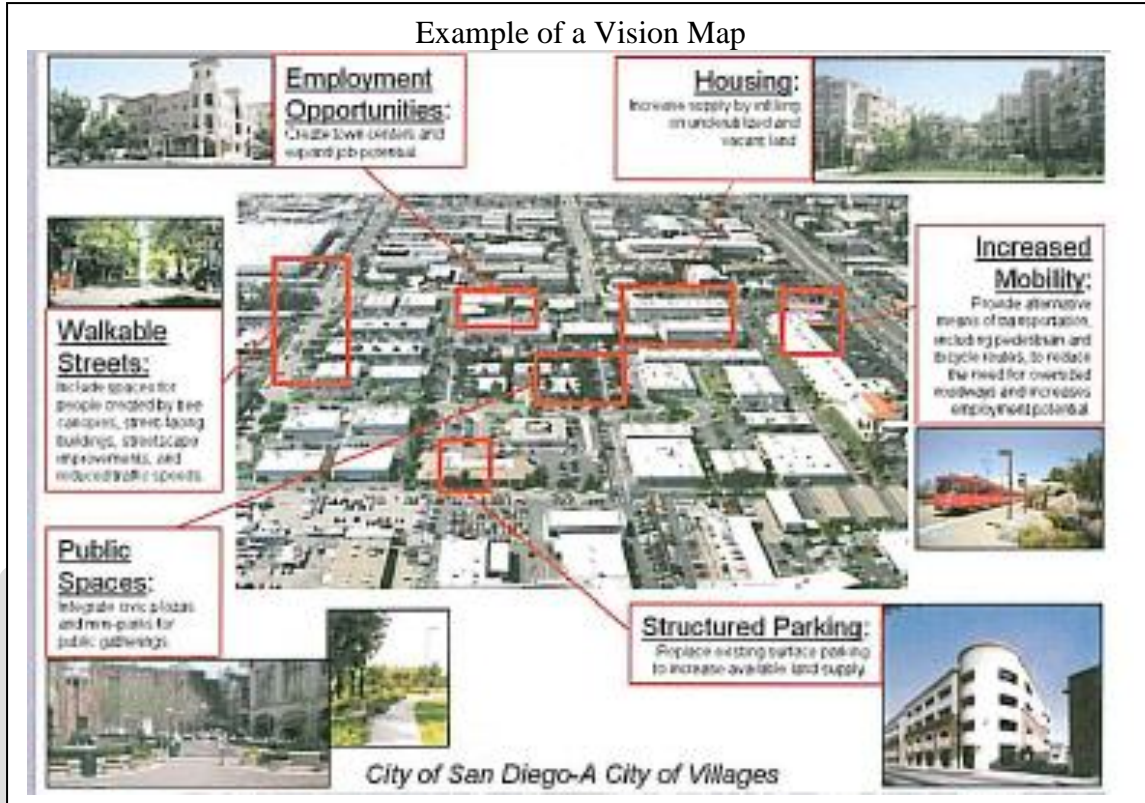 Example of a Vision Map
Employment
Opportunities:
Create town centers and
expand job potential.
Housing:
Increase supply by infilling
on underutilized and
vacant land.
Increased
Mobility:
Provide alternative
means of transportation,
including pedestrian and
bicycle routes, to reduce
the need for oversized
roadways and increases
employment potential.
Walkable
Streets:
Include spaces for
people created by tree
canopies, street-facing
buildings, streetscape
improvements, and
reduced traffic speeds.
Public
Spaces:
Integrate civic plazas
and mini-parks for
public gatherings.
Structured Parking:
Replace existing surface parking
to increase available land supply.
City of San Diego-A City of Villages